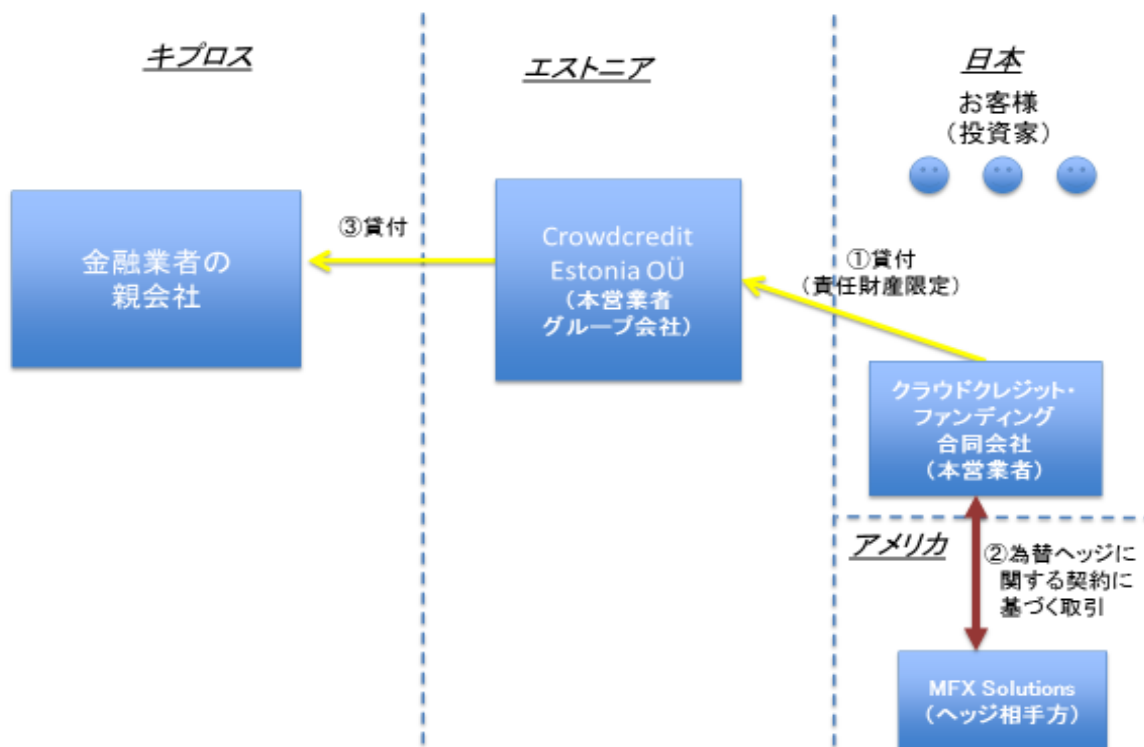 キプロス
エストニア
日本
お客様
（投資家）
金融業者の
親会社
③貸付
Crowdcredit
Estonia OÜ
（本営業者
グループ会社）
①貸付
（責任財産限定）
クラウドクレジット・
ファンディング
合同会社
（本営業者）
アメリカ
②為替ヘッジに
関する契約に
基づく取引
MFX Solutions
（ヘッジ相手方）